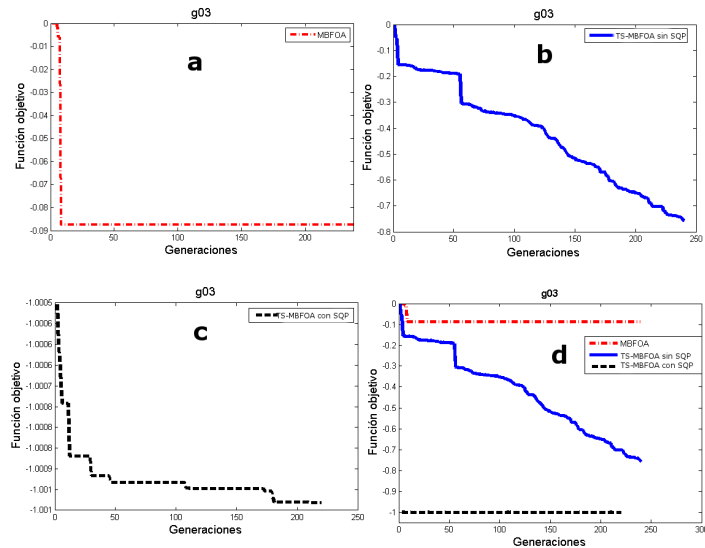 g03
0
-0.01
-0.02
-0.03
-0.04
-0.05
-0.06
-0.07
-0.08
-0.09
0
50
100
150
200
Función objetivo
Generaciones
MBFOA
a
g03
0
-0.1
-0.2
-0.3
-0.4
-0.5
-0.6
-0.7
-0.8
0
50
100
150
200
250
Función objetivo
Generaciones
TS-MBFOA sin SQP
b
g03
-1.0005
-1.0006
-1.0006
-1.0007
-1.0007
-1.0008
-1.0008
-1.0009
-1.0009
-1.001
-1.001
0
50
100
150
200
250
Función objetivo
Generaciones
TS-MBFOA con SQP
c
g03
0
-0.1
-0.2
-0.3
-0.4
-0.5
-0.6
-0.7
-0.8
-0.9
-1
0
50
100
150
200
250
Función objetivo
Generaciones
MBFOA
TS-MBFOA sin SQP
TS-MBFOA con SQP
d